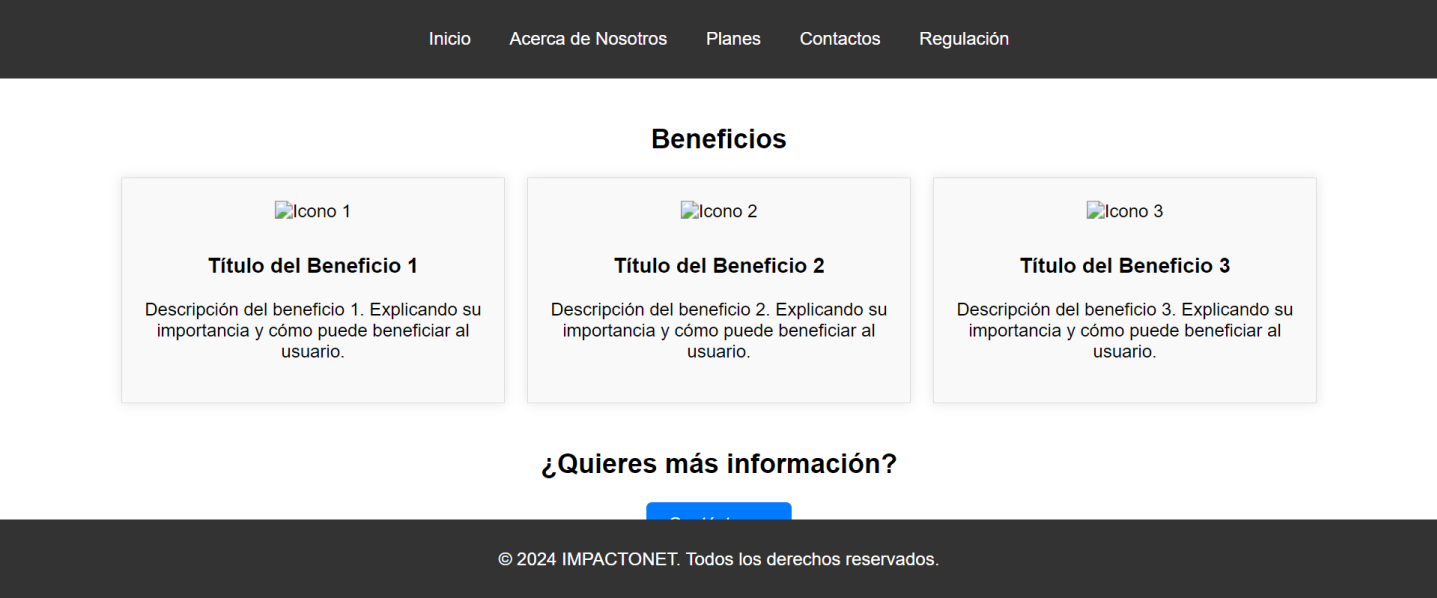 Inicio Acerca de Nosotros Planes Contactos Regulación
Beneficios
Icono 1
Título del Beneficio 1
Descripción del beneficio 1. Explicando su
importancia y cómo puede beneficiar al
usuario.
Icono 2
Título del Beneficio 2
Descripción del beneficio 2. Explicando su
importancia y cómo puede beneficiar al
usuario.
Icono 3
Título del Beneficio 3
Descripción del beneficio 3. Explicando su
importancia y cómo puede beneficiar al
usuario.
¿Quieres más información?
© 2024 IMPACTONET. Todos los derechos reservados.